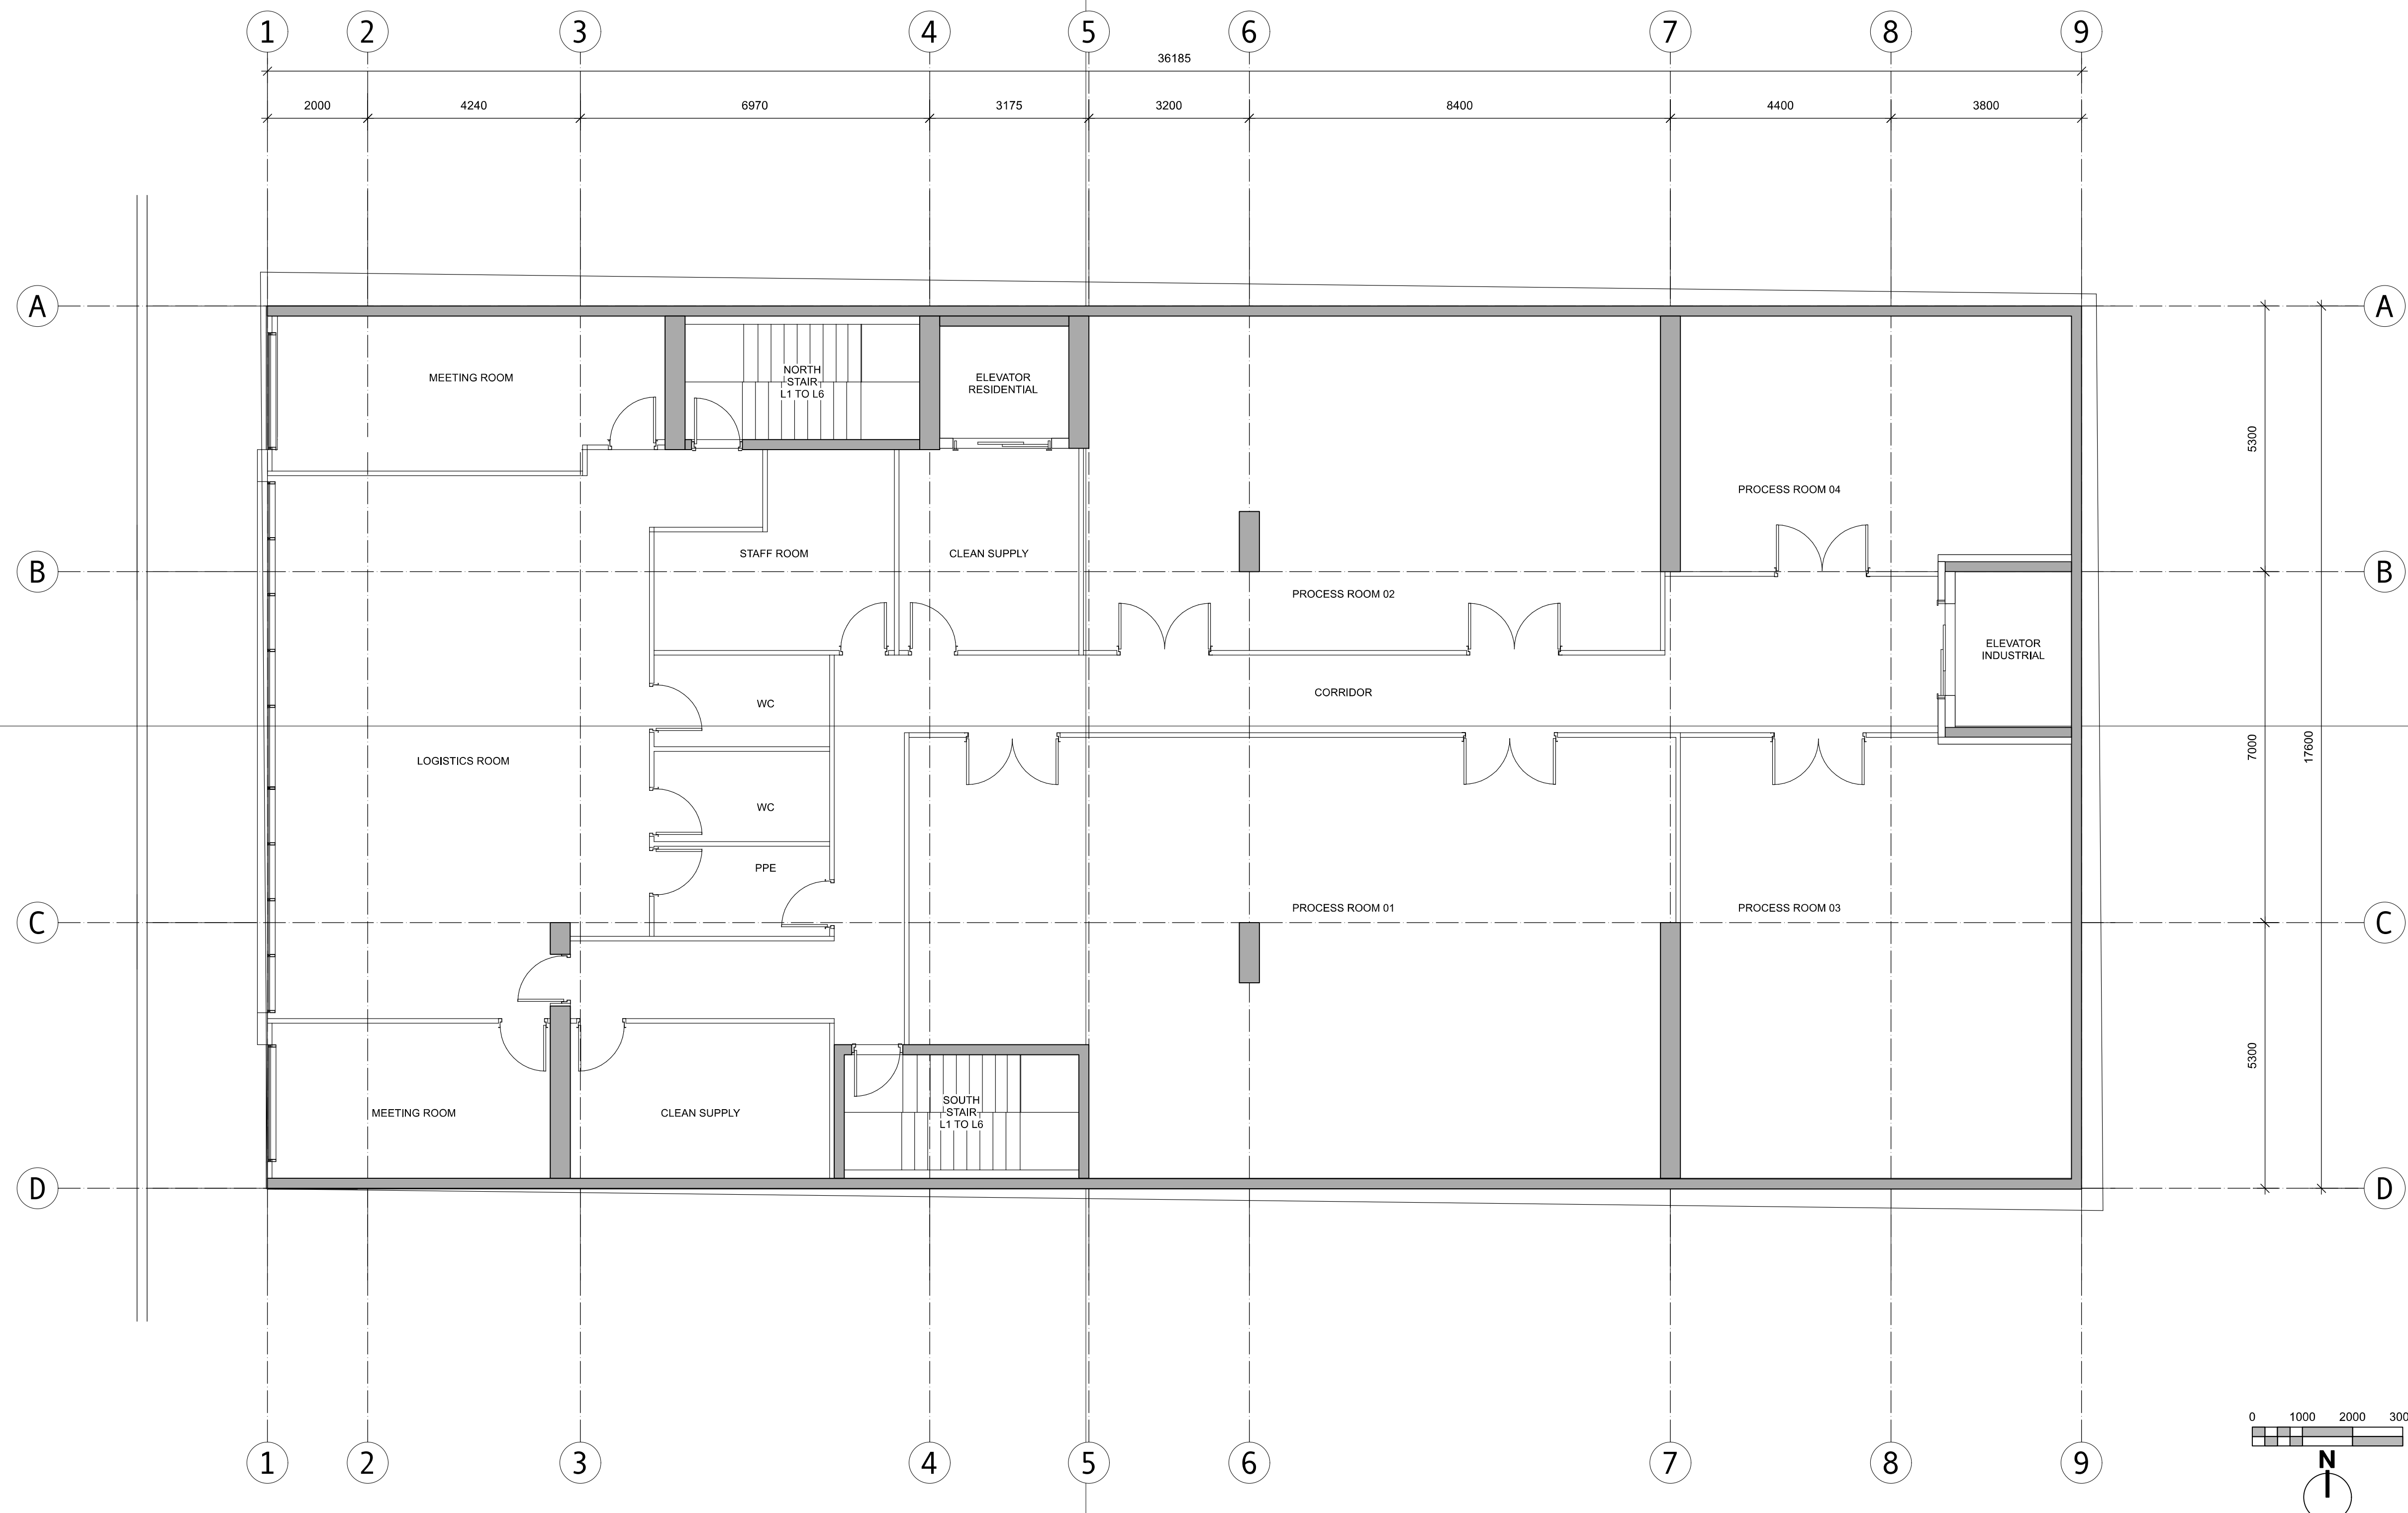 1 2 3 4 5 6 7 8 9
36185
2000 4240 6970 3175 3200 8400 4400 3800
A A
MEETING ROOM
NORTH
STAIR
L1 TO L6
ELEVATOR
RESIDENTIAL
5300
PROCESS ROOM 04
STAFF ROOM
CLEAN SUPPLY
B B
PROCESS ROOM 02
ELEVATOR
INDUSTRIAL
CORRIDOR
WC
LOGISTICS ROOM
7000
17600
WC
PPE
PROCESS ROOM 01
PROCESS ROOM 03
C C
5300
MEETING ROOM
CLEAN SUPPLY
SOUTH
STAIR
L1 TO L6
D D
0 1000 2000 300
1 2 3 4 5 6 7 8 9
N